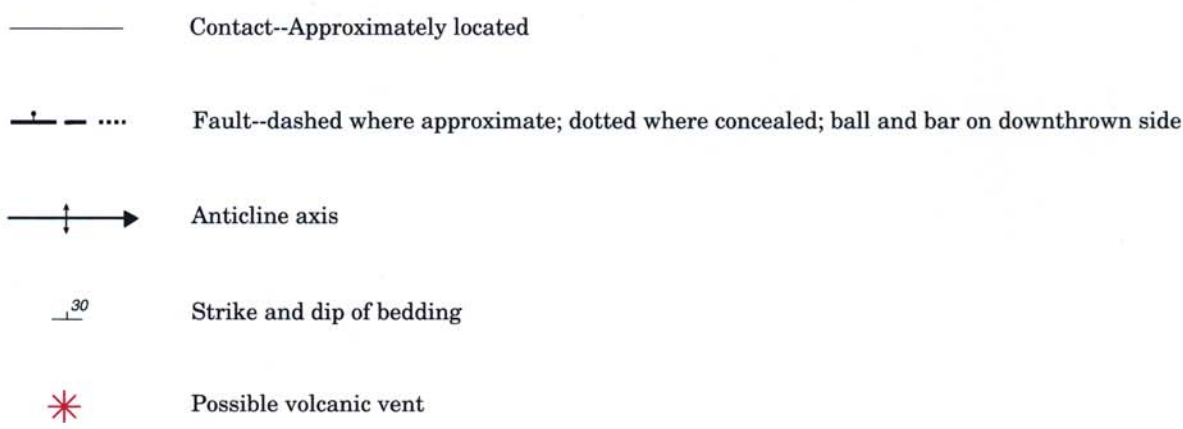 Contact--Approximately located
Fault--dashed where approximate; dotted where concealed; ball and bar on downthrown side
Anticline axis
30
Strike and dip of bedding
Possible volcanic vent